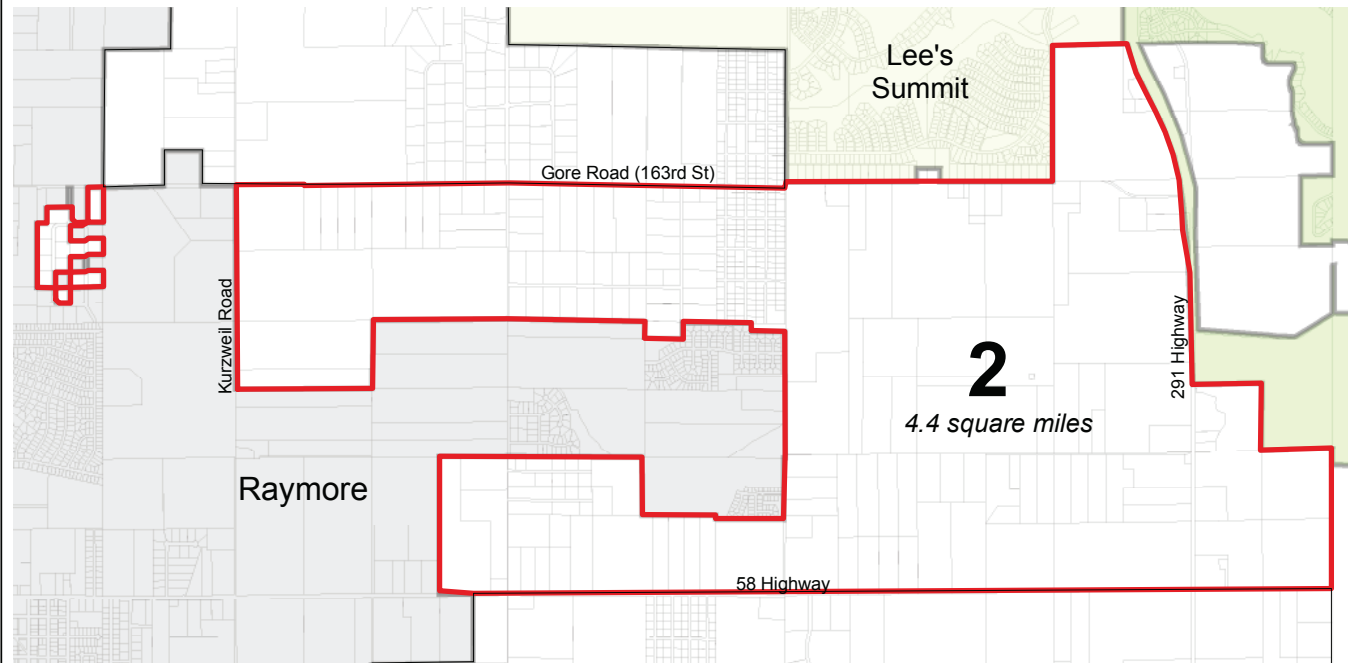 Lee's
Summit
Gore Road (163rd St)
Kurzweil Road
291 Highway
2
4.4 square miles
Raymore
58 Highway